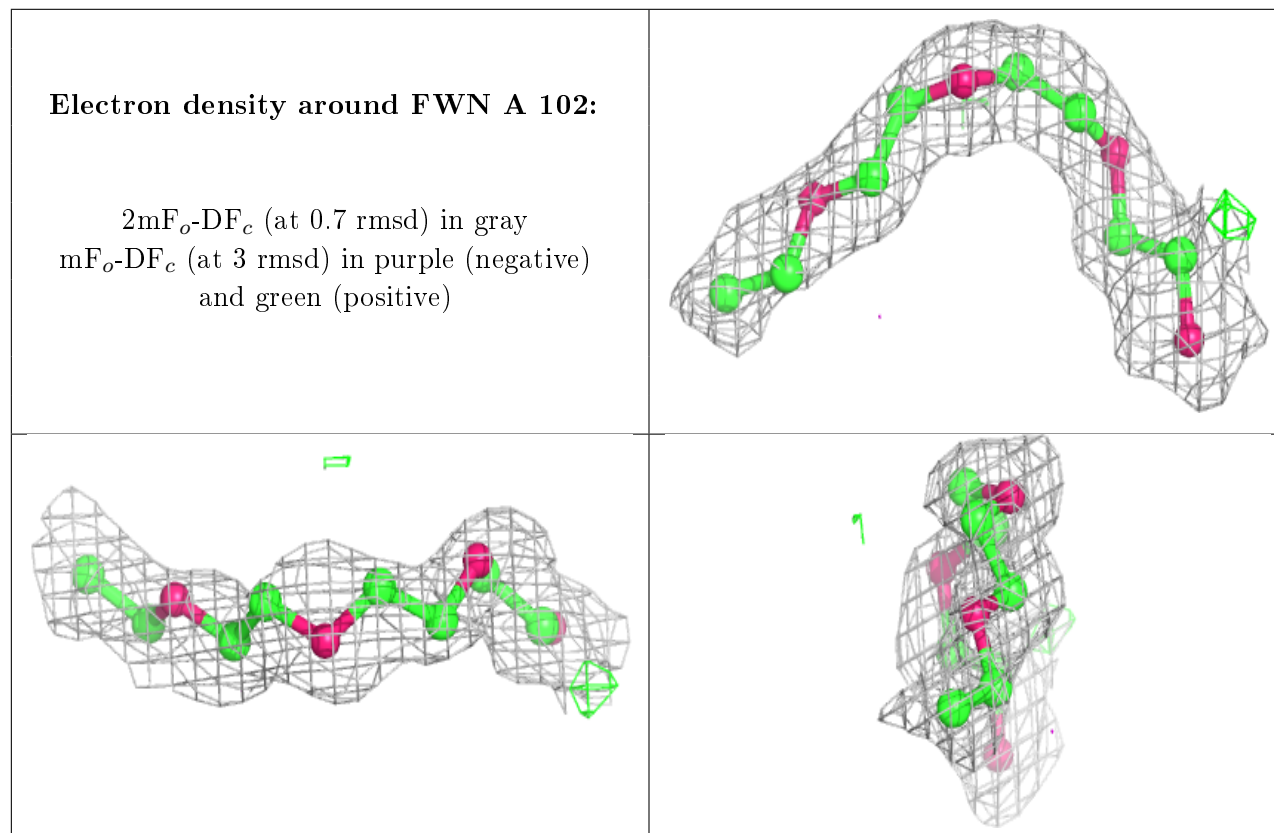 Electron density around FWN A 102:
2mFₒ-DF𝒸 (at 0.7 rmsd) in gray
mFₒ-DF𝒸 (at 3 rmsd) in purple (negative)
and green (positive)